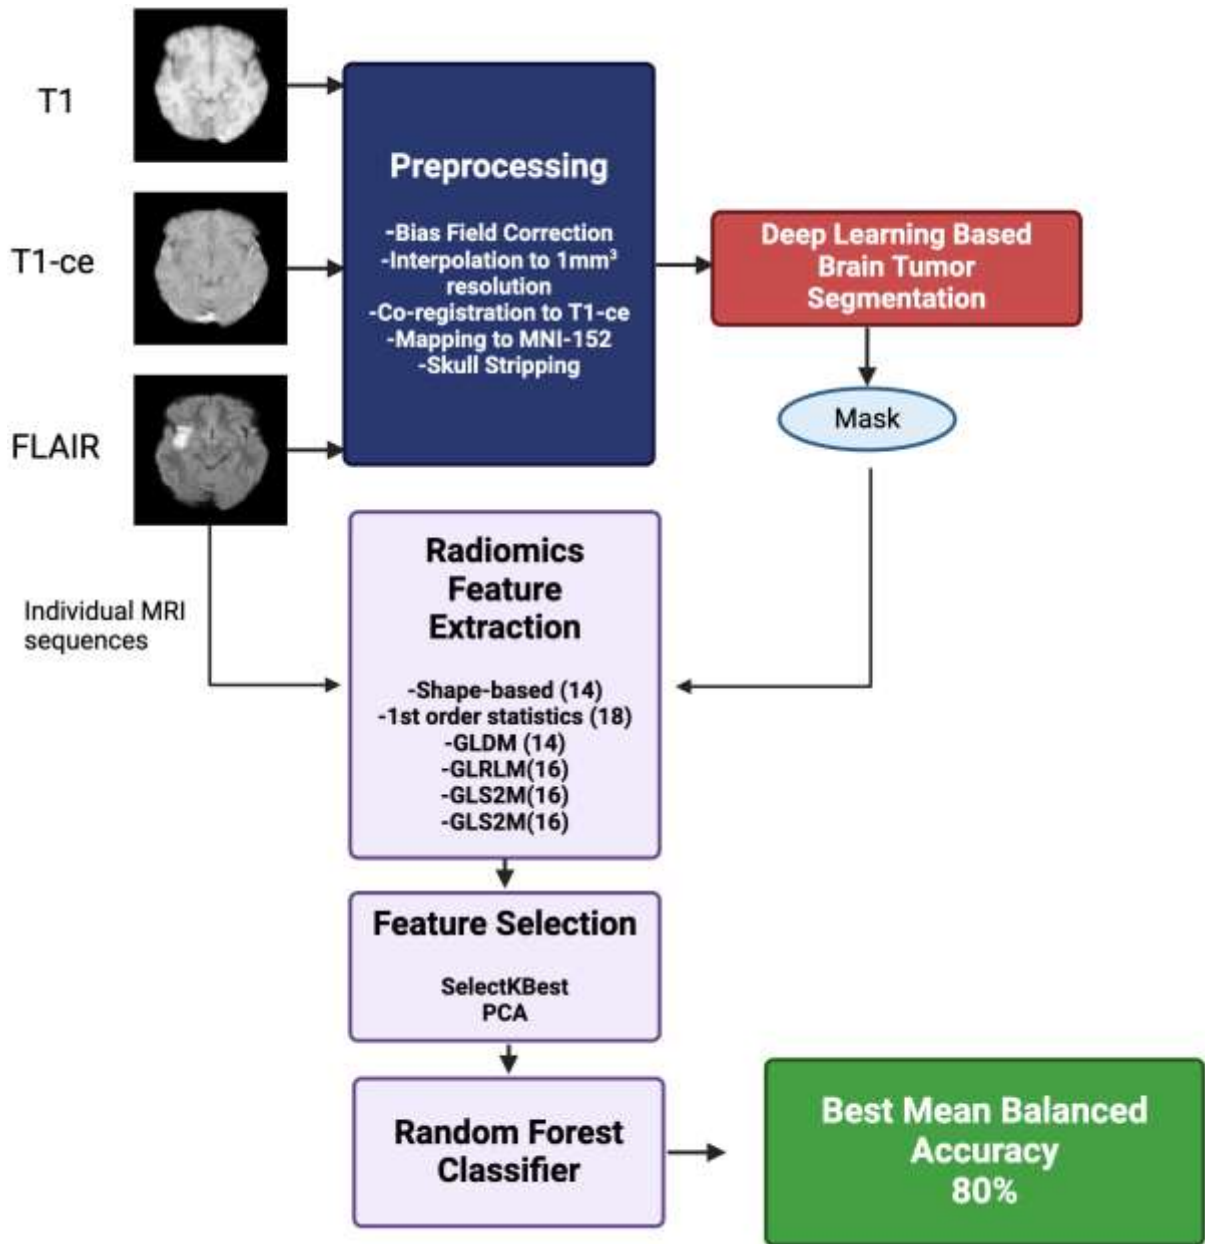 T1
T1-ce
FLAIR
Preprocessing
-Bias Field Correction
-Interpolation to 1mm³
resolution
-Co-registration to T1-ce
-Mapping to MNI-152
-Skull Stripping
Deep Learning Based
Brain Tumor
Segmentation
Mask
Individual MRI
sequences
Radiomics
Feature
Extraction
-Shape-based (14)
-1st order statistics (18)
-GLDM (14)
-GLRLM(16)
-GLS2M(16)
-GLS2M(16)
Feature Selection
SelectKBest
PCA
Random Forest
Classifier
Best Mean Balanced
Accuracy
80%